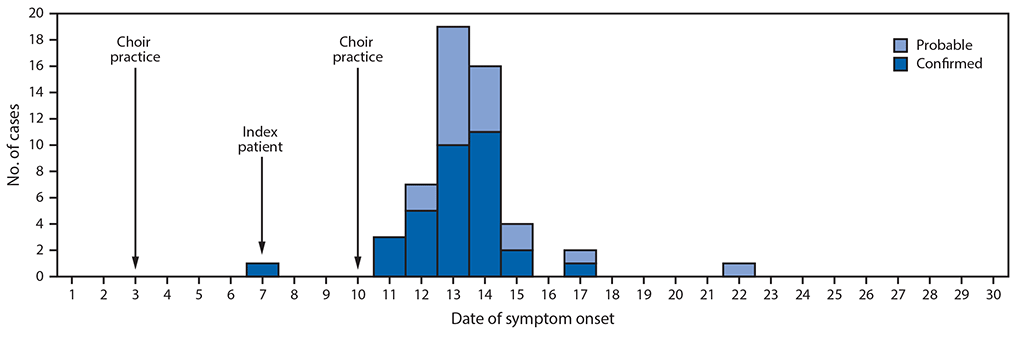 20
18
16
14
12
10
8
6
4
2
0
No. of cases
Choir
practice
Index
patient
Choir
practice
Probable
Confirmed
1 2 3 4 5 6 7 8 9 10 11 12 13 14 15 16 17 18 19 20 21 22 23 24 25 26 27 28 29 30
Date of symptom onset